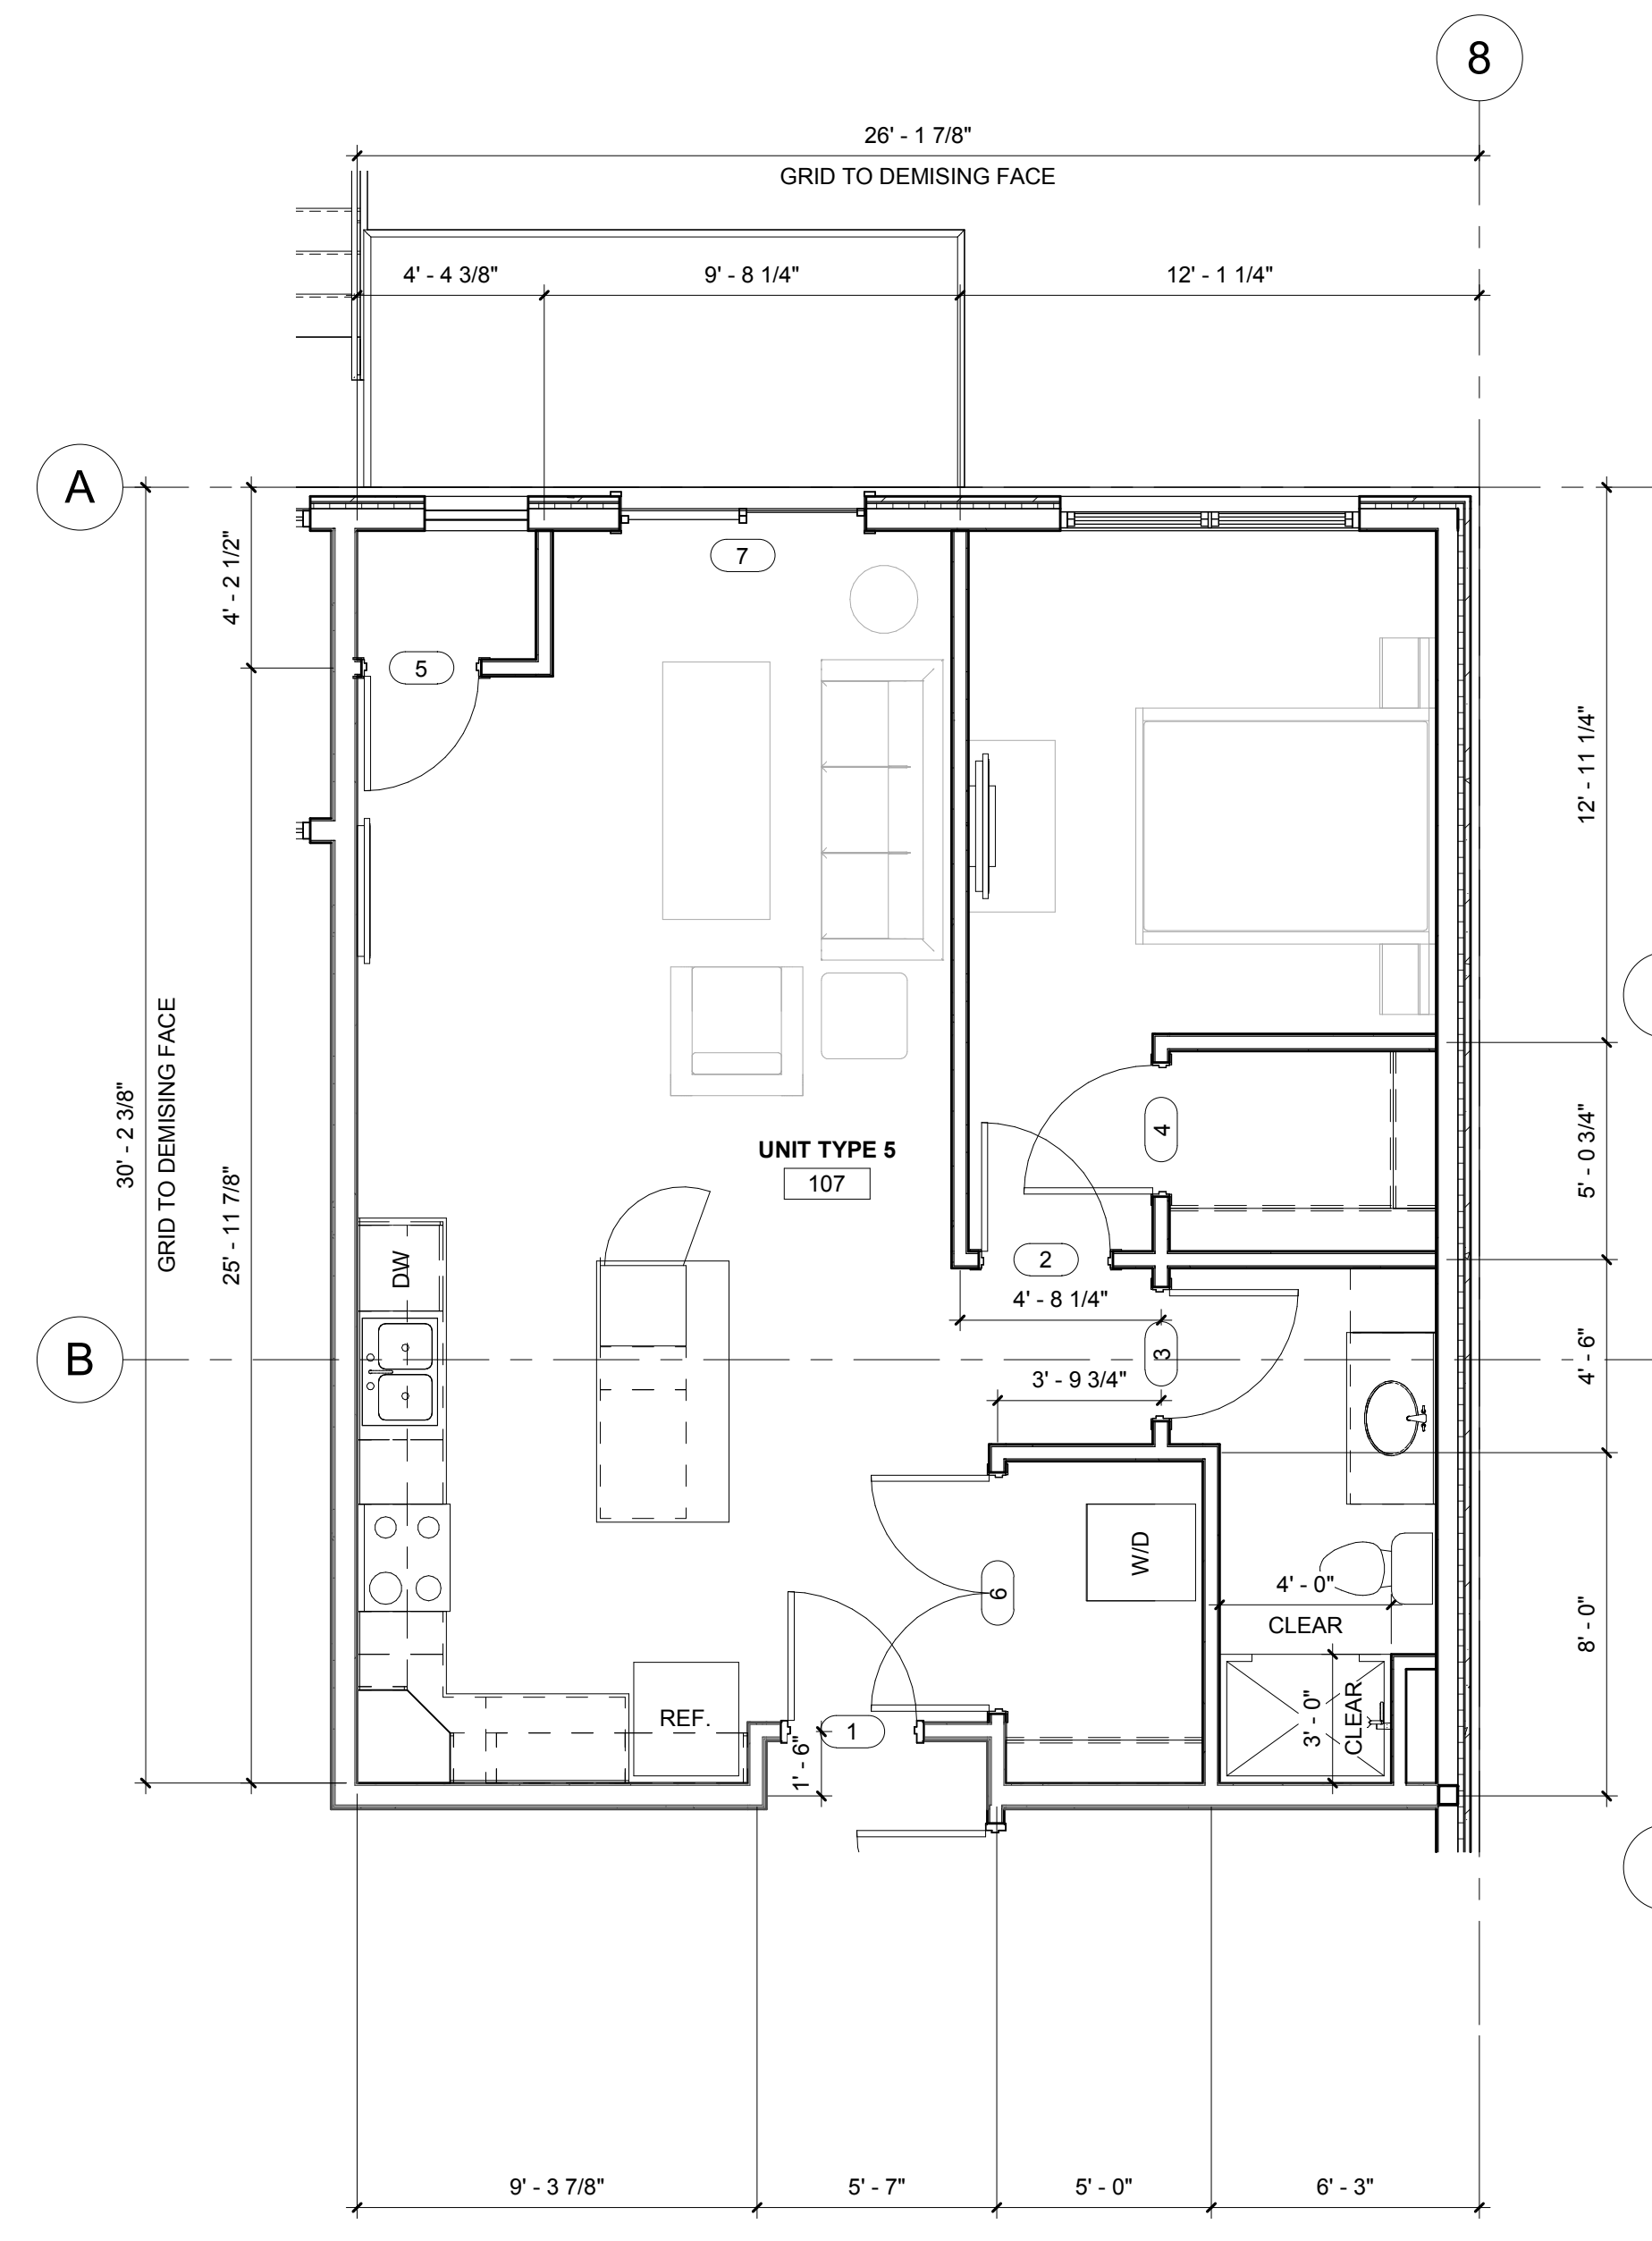 8
26' - 1 7/8"
GRID TO DEMISING FACE
4' - 4 3/8"
9' - 8 1/4"
12' - 1 1/4"
A
4' - 2 1/2"
7
5
12' - 11 1/4"
30' - 2 3/8"
GRID TO DEMISING FACE
25' - 11 7/8"
UNIT TYPE 5
107
4
5' - 0 3/4"
DW
2
4' - 8 1/4"
B
3
4' - 6"
3' - 9 3/4"
W/D
6
4' - 0"
CLEAR
8' - 0"
REF.
1
1' - 6"
3' - 0"
CLEAR
9' - 3 7/8"
5' - 7"
5' - 0"
6' - 3"